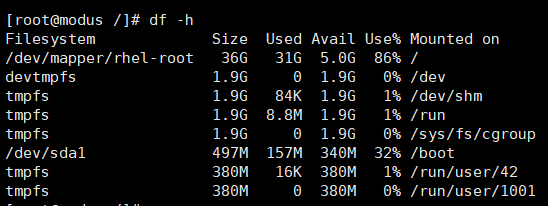 [root@modus /]# df -h
Filesystem Size Used Avail Use% Mounted on
/dev/mapper/rhel-root 36G 31G 5.0G 86% /
devtmpfs 1.9G 0 1.9G 0% /dev
tmpfs 1.9G 84K 1.9G 1% /dev/shm
tmpfs 1.9G 8.8M 1.9G 1% /run
tmpfs 1.9G 0 1.9G 0% /sys/fs/cgroup
/dev/sda1 497M 157M 340M 32% /boot
tmpfs 380M 16K 380M 1% /run/user/42
tmpfs 380M 0 380M 0% /run/user/1001
[root@modus /]#